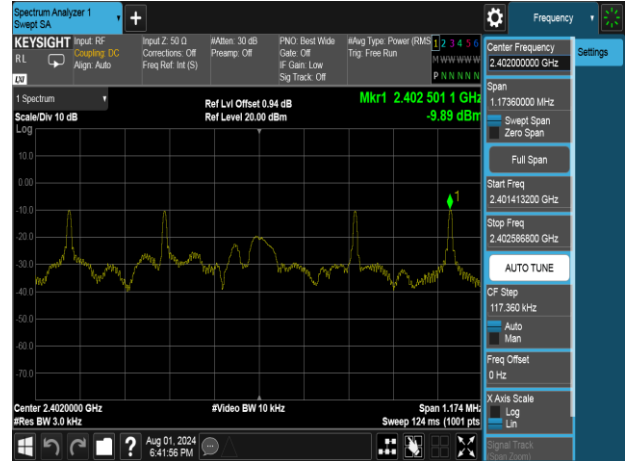 Spectrum Analyzer 1
Swept SA
+
Frequency
KEYSIGHT
RL
LXI
Input: RF
Coupling: DC
Align: Auto
Input Z: 50 Ω
Corrections: Off
Freq Ref: Int (S)
#Atten: 30 dB
Preamp: Off
PNO: Best Wide
Gate: Off
IF Gain: Low
Sig Track: Off
#Avg Type: Power (RMS
Trig: Free Run
1 2 3 4 5 6
M W W W W W
P N N N N N
1 Spectrum
Scale/Div 10 dB
Ref Lvl Offset 0.94 dB
Ref Level 20.00 dBm
Mkr1 2.402 501 1 GHz
-9.89 dBm
Log
10.0
0.00
-10.0
-20.0
-30.0
-40.0
-50.0
-60.0
-70.0
1
Center 2.4020000 GHz
#Res BW 3.0 kHz
#Video BW 10 kHz
Span 1.174 MHz
Sweep 124 ms (1001 pts
Center Frequency
2.402000000 GHz
Settings
Span
1.17360000 MHz
Swept Span
Zero Span
Full Span
Start Freq
2.401413200 GHz
Stop Freq
2.402586800 GHz
AUTO TUNE
CF Step
117.360 kHz
Auto
Man
Freq Offset
0 Hz
X Axis Scale
Log
Lin
Signal Track
(Span Zoom)
?
Aug 01, 2024
6:41:56 PM